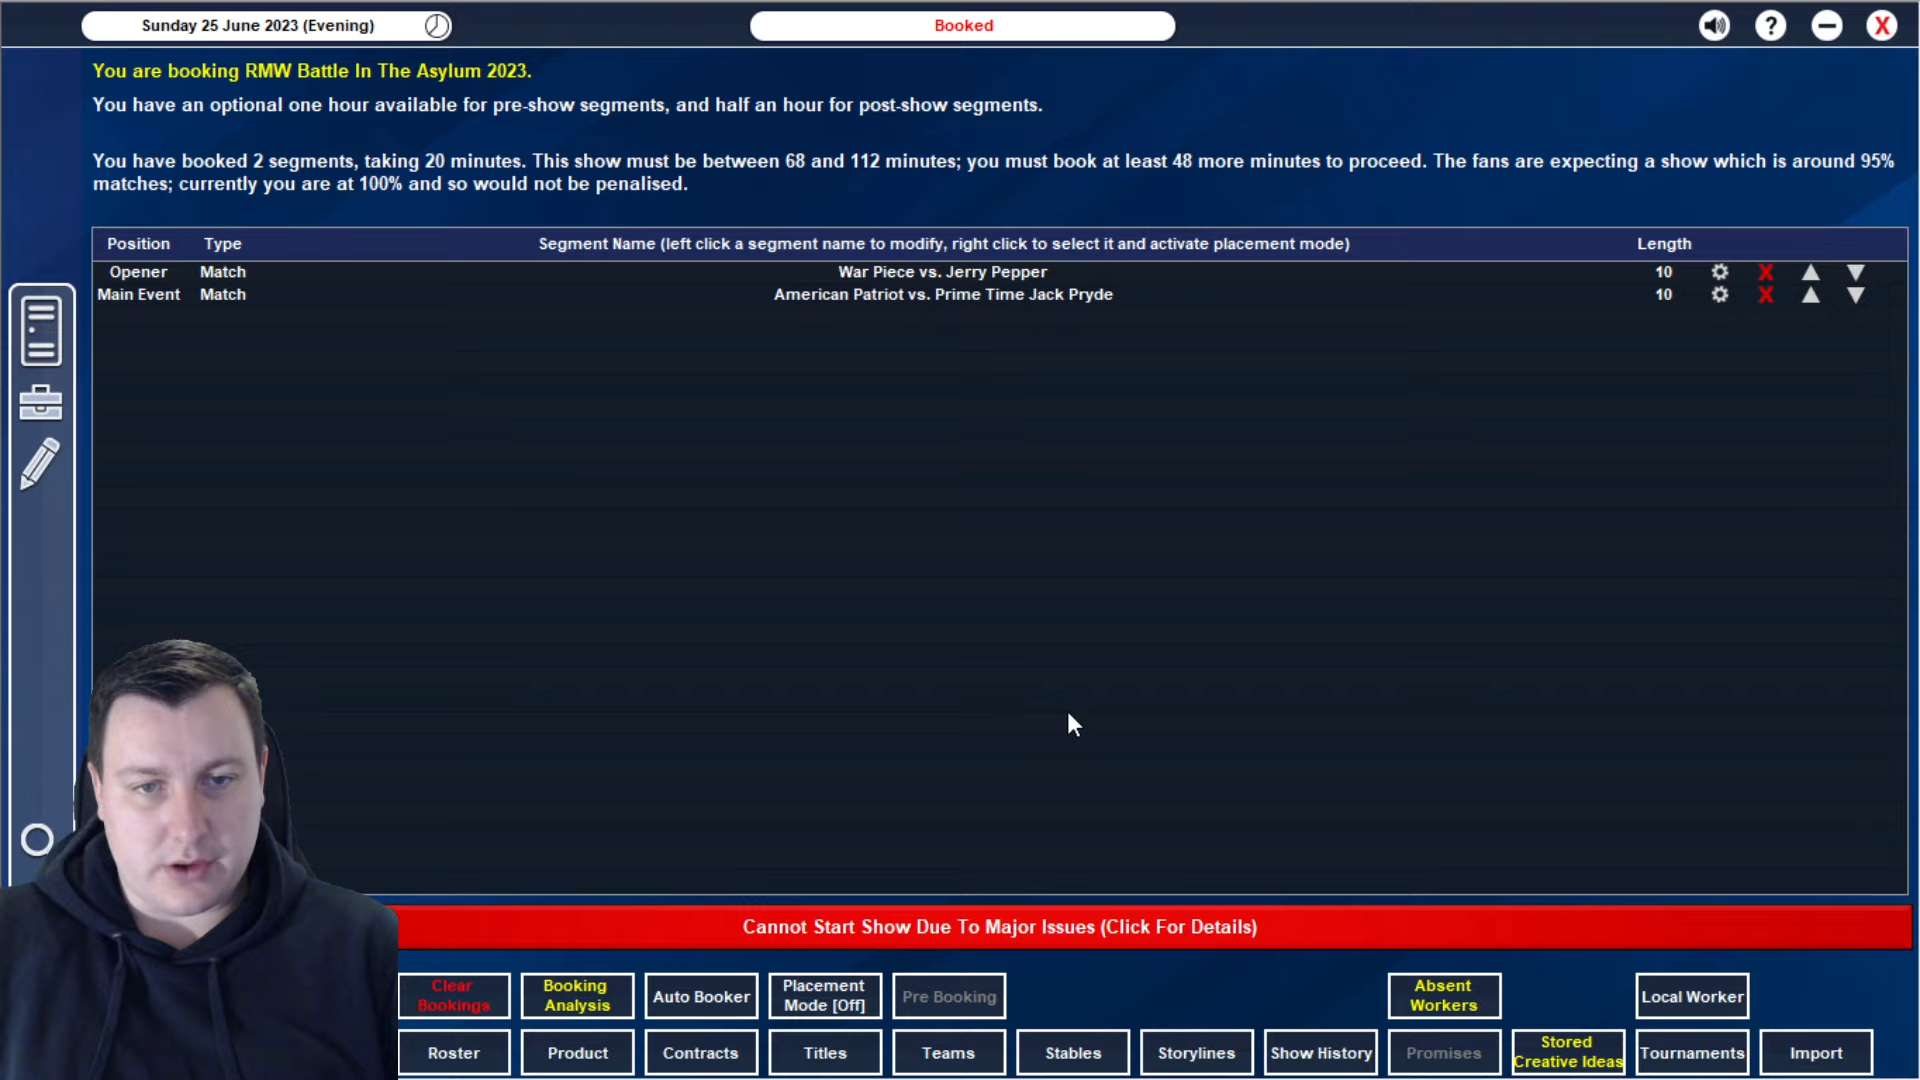 Sunday 25 June 2023 (Evening)
Booked
? X
You are booking RMW Battle In The Asylum 2023.
You have an optional one hour available for pre-show segments, and half an hour for post-show segments.
You have booked 2 segments, taking 20 minutes. This show must be between 68 and 112 minutes; you must book at least 48 more minutes to proceed. The fans are expecting a show which is around 95%
matches; currently you are at 100% and so would not be penalised.
Position Type Segment Name (left click a segment name to modify, right click to select it and activate placement mode) Length
Opener Match War Piece vs. Jerry Pepper 10 X
Main Event Match American Patriot vs. Prime Time Jack Pryde 10 X
Cannot Start Show Due To Major Issues (Click For Details)
Clear Bookings
Booking Analysis
Auto Booker
Placement Mode [Off]
Pre Booking
Absent Workers
Local Worker
Roster
Product
Contracts
Titles
Teams
Stables
Storylines
Show History
Promises
Stored Creative Ideas
Tournaments
Import